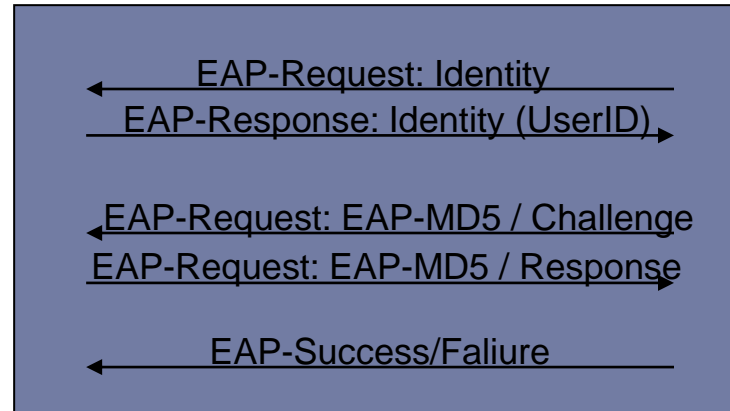 EAP-Request: Identity
EAP-Response: Identity (UserID)
EAP-Request: EAP-MD5 / Challenge
EAP-Request: EAP-MD5 / Response
EAP-Success/Faliure